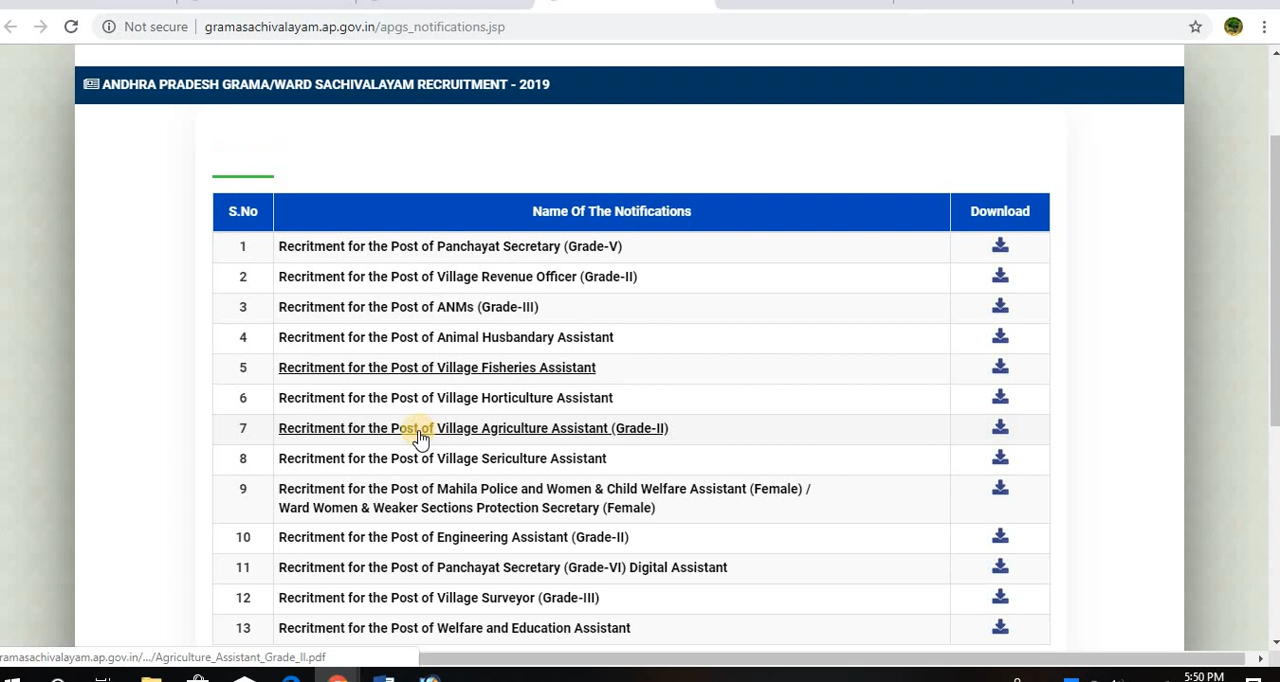 Not secure gramasachivalayam.ap.gov.in/apgs_notifications.jsp
ANDHRA PRADESH GRAMA/WARD SACHIVALAYAM RECRUITMENT - 2019
S.No Name Of The Notifications Download
1 Recritment for the Post of Panchayat Secretary (Grade-V)
2 Recritment for the Post of Village Revenue Officer (Grade-II)
3 Recritment for the Post of ANMs (Grade-III)
4 Recritment for the Post of Animal Husbandary Assistant
5 Recritment for the Post of Village Fisheries Assistant
6 Recritment for the Post of Village Horticulture Assistant
7 Recritment for the Post of Village Agriculture Assistant (Grade-II)
8 Recritment for the Post of Village Sericulture Assistant
9 Recritment for the Post of Mahila Police and Women & Child Welfare Assistant (Female) /
Ward Women & Weaker Sections Protection Secretary (Female)
10 Recritment for the Post of Engineering Assistant (Grade-II)
11 Recritment for the Post of Panchayat Secretary (Grade-VI) Digital Assistant
12 Recritment for the Post of Village Surveyor (Grade-III)
13 Recritment for the Post of Welfare and Education Assistant
ramasachivalayam.ap.gov.in/.../Agriculture_Assistant_Grade_II.pdf
5:50 PM